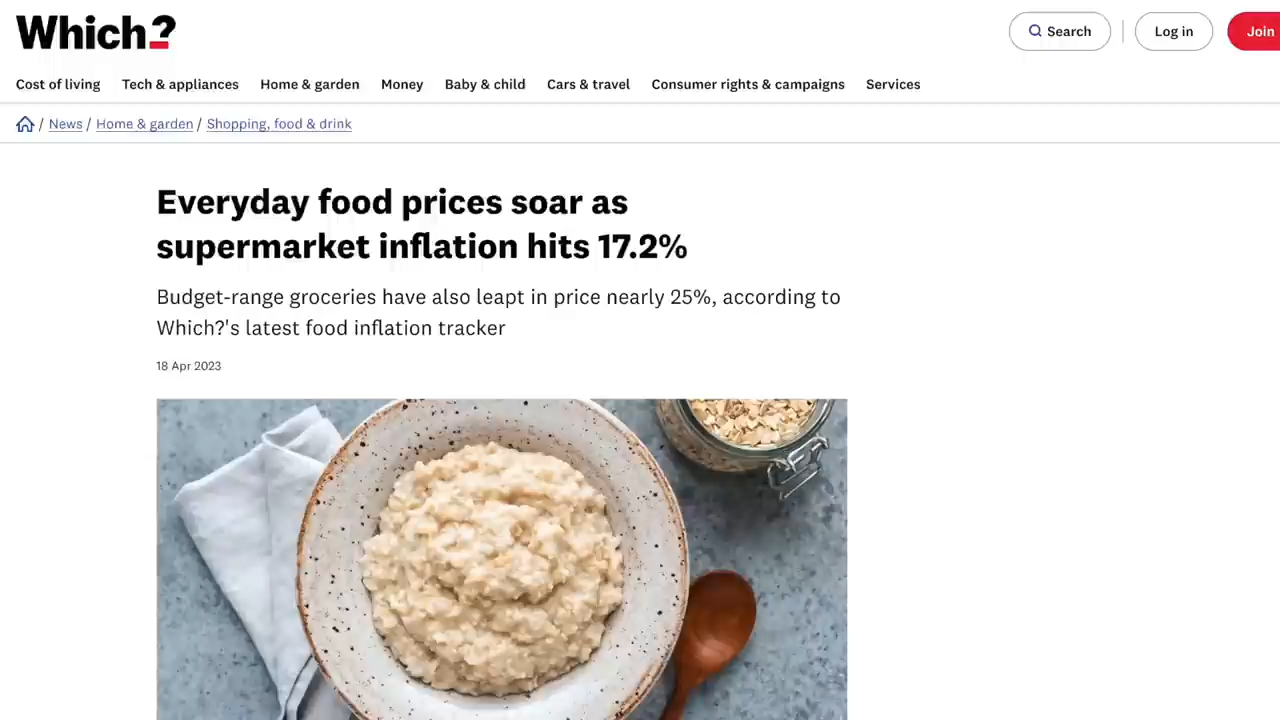 Which?
Search
Log in
Join
Cost of living
Tech & appliances
Home & garden
Money
Baby & child
Cars & travel
Consumer rights & campaigns
Services
/ News / Home & garden / Shopping, food & drink
Everyday food prices soar as
supermarket inflation hits 17.2%
Budget-range groceries have also leapt in price nearly 25%, according to
Which?'s latest food inflation tracker
18 Apr 2023